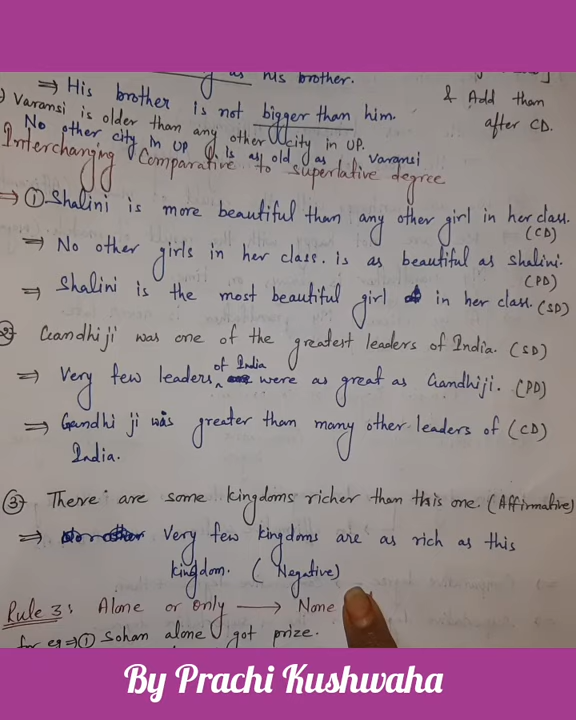 his brother.
⇒ His brother is not bigger than him.
& Add than
after CD.
Varansi is older than any other city in UP.
No other city in UP is as old as Varansi
Interchanging Comparative to superlative degree
⇒ ① Shalini is more beautiful than any other girl in her class.
(CD)
⇒ No other girls in her class. is as beautiful as shalini.
(PD)
⇒ Shalini is the most beautiful girl in her class. (SD)
② Gandhiji was one of the greatest leaders of India. (SD)
⇒ Very few leaders of India were as great as Gandhiji. (PD)
⇒ Gandhi ji was greater than many other leaders of (CD)
India.
③ There are some kingdoms richer than this one. (Affirmative)
⇒ Very few kingdoms are as rich as this
kingdom. (Negative)
Rule 3: Alone or only → None
for eg ⇒ ① Sohan alone got prize.
By Prachi Kushwaha